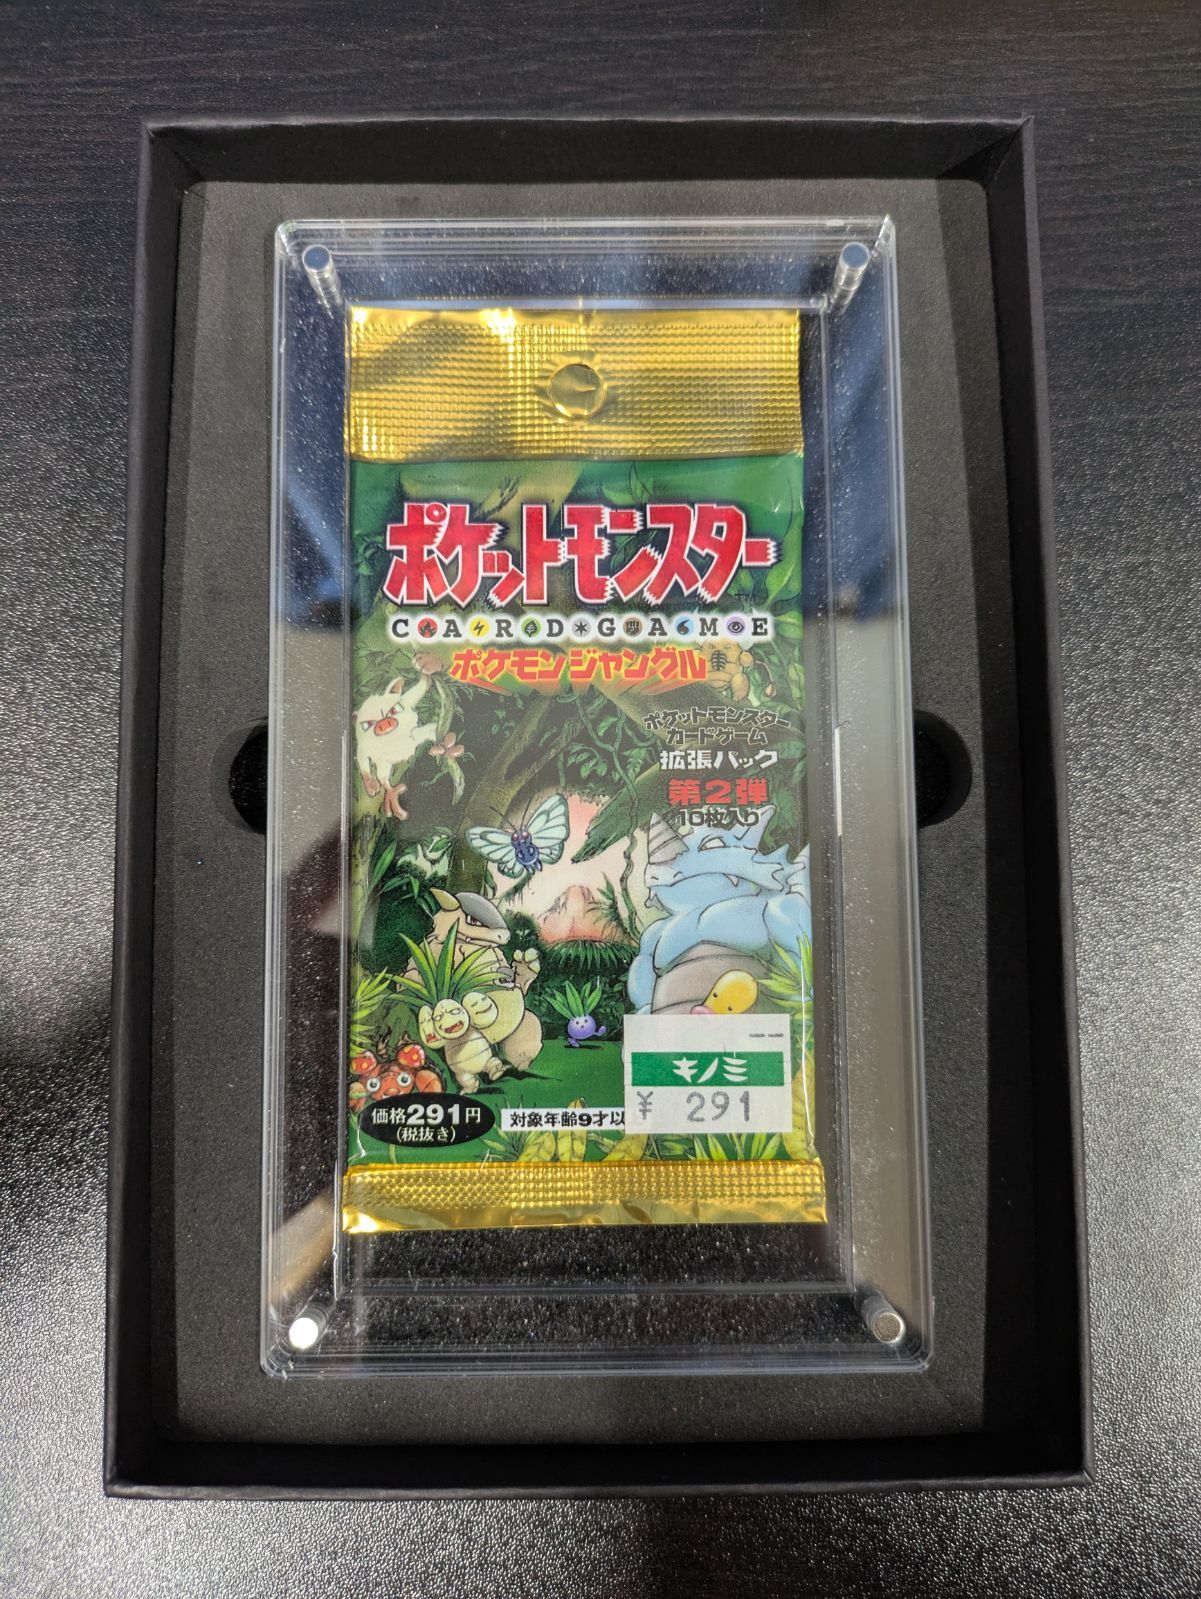 ポケットモンスター
TM
CARD GAME
ポケモンジャングル
ポケットモンスター
カードゲーム
拡張パック
第2弾
10枚入り
価格291円
(税抜き)
対象年齢9才以
キノミ
¥ 291